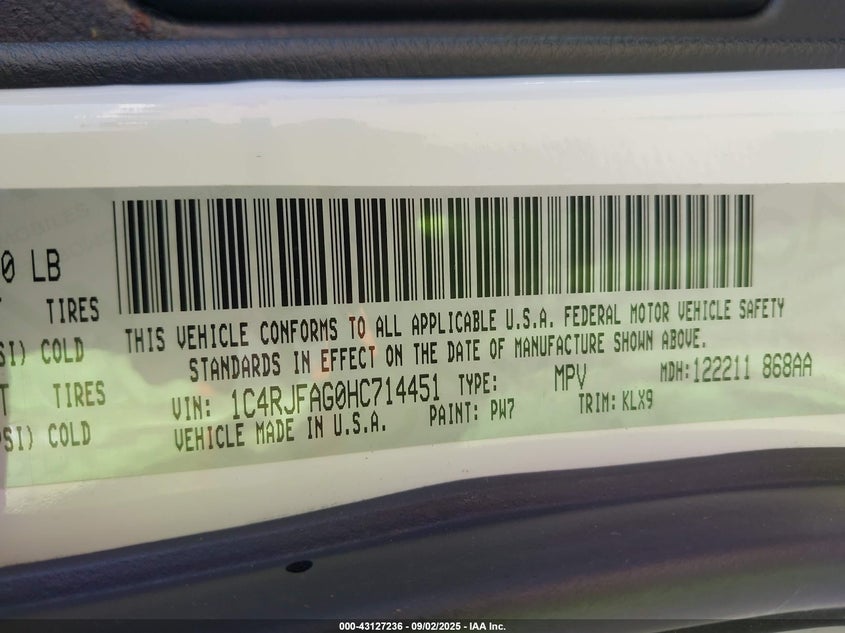 0 LB
TIRES
SI) COLD
TIRES
PSI) COLD
THIS VEHICLE CONFORMS TO ALL APPLICABLE U.S.A. FEDERAL MOTOR VEHICLE SAFETY
STANDARDS IN EFFECT ON THE DATE OF MANUFACTURE SHOWN ABOVE.
VIN: 1C4RJFAG0HC714451 TYPE: MPV MDH:122211 868AA
VEHICLE MADE IN U.S.A. PAINT: PW7 TRIM: KLX9
000-43127236 - 09/02/2025 - IAA Inc.